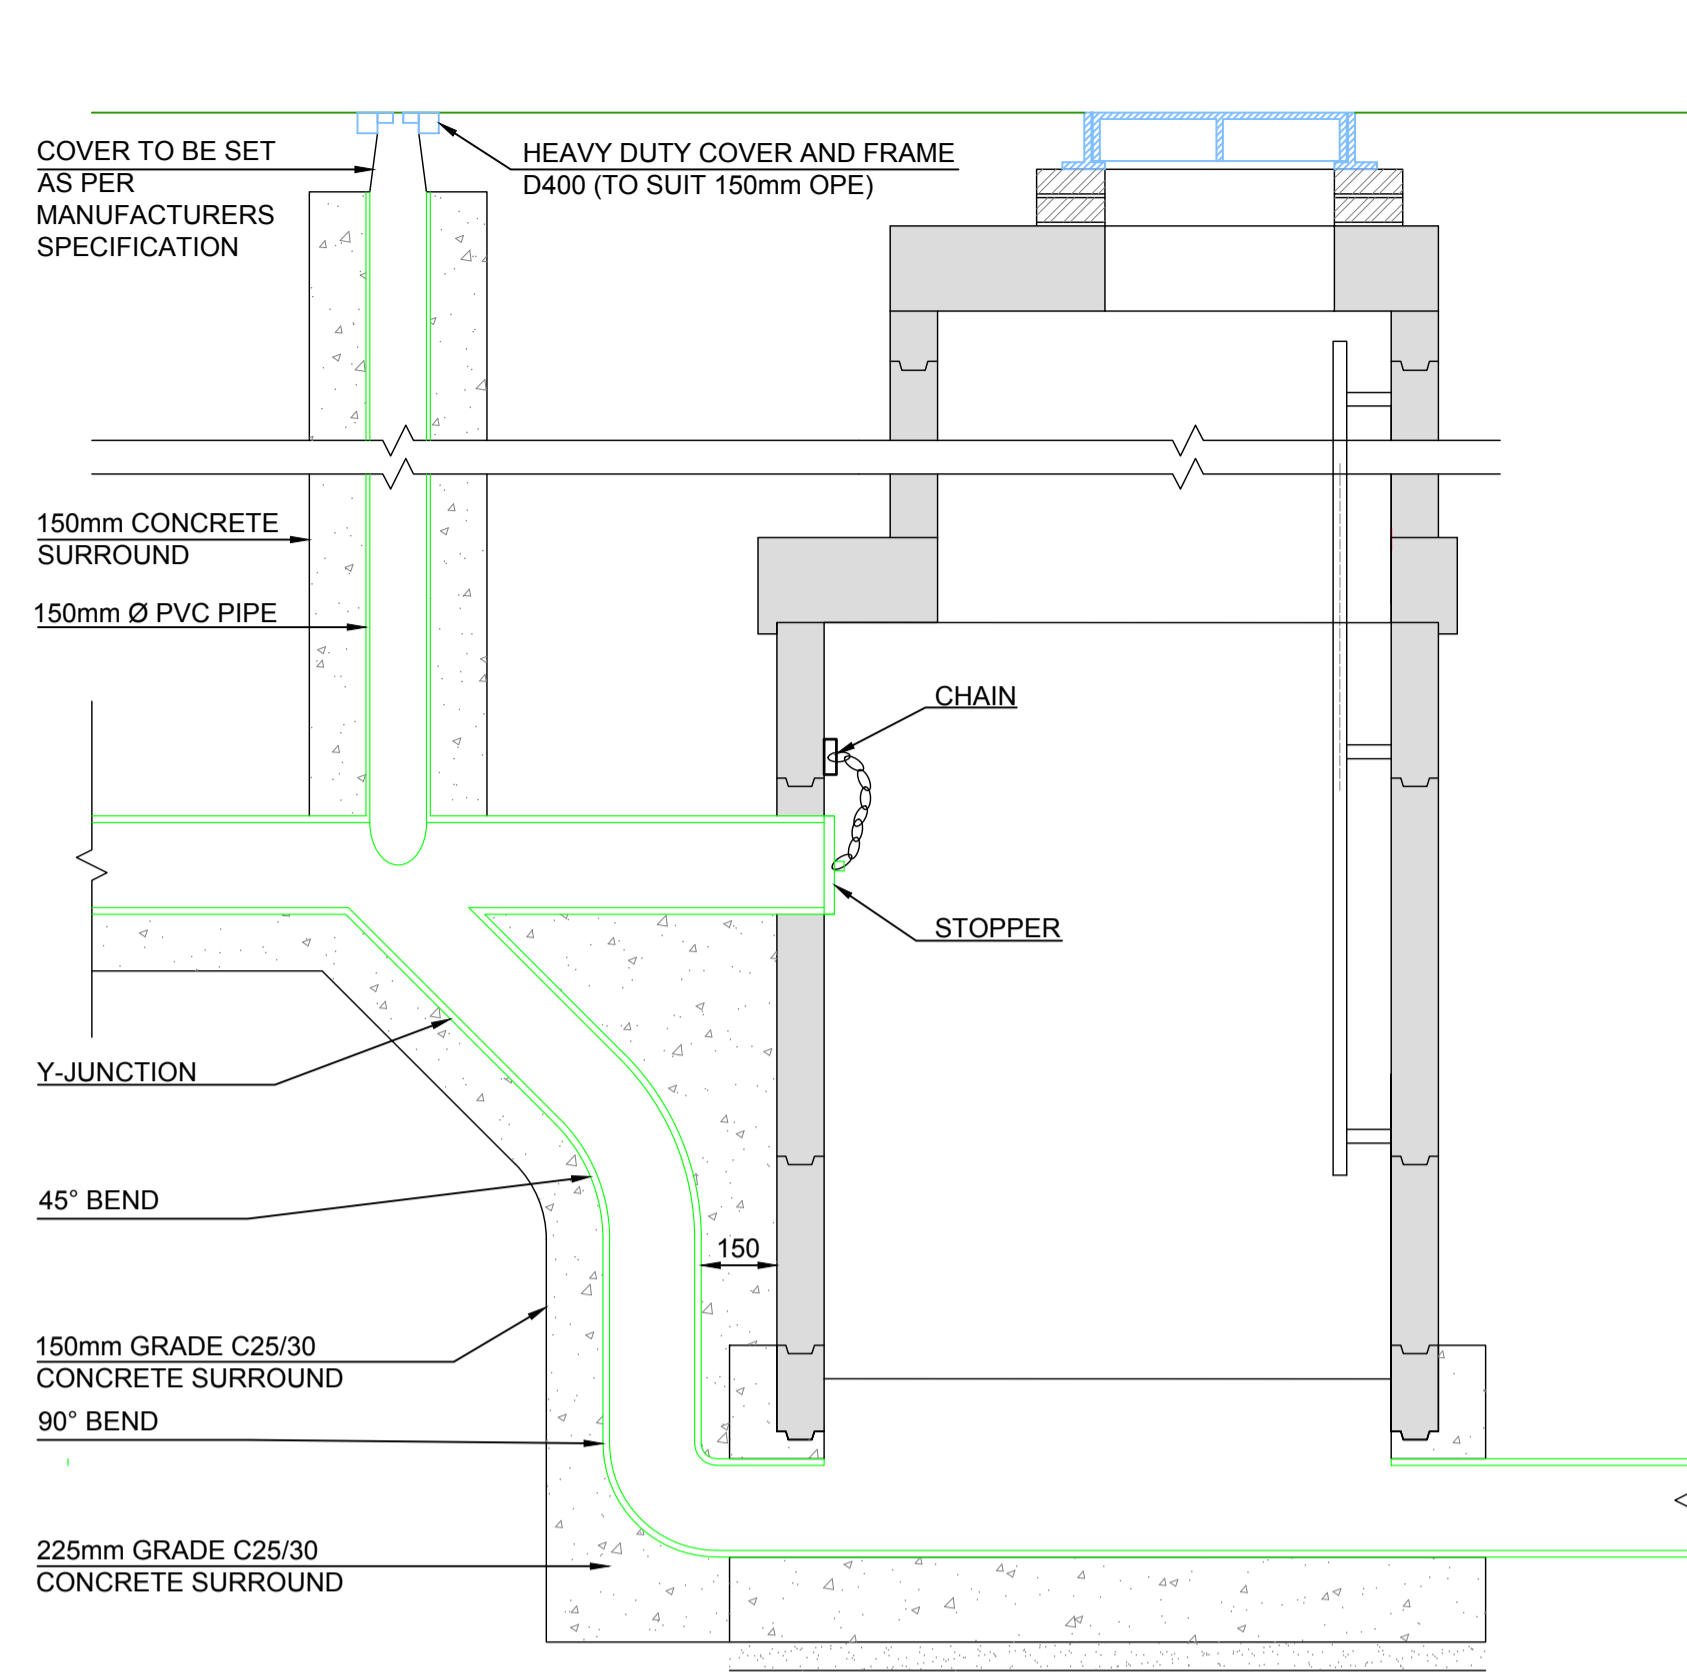 COVER TO BE SET
AS PER
MANUFACTURERS
SPECIFICATION
HEAVY DUTY COVER AND FRAME
D400 (TO SUIT 150mm OPE)
150mm CONCRETE
SURROUND
150mm Ø PVC PIPE
CHAIN
STOPPER
Y-JUNCTION
45° BEND
150
150mm GRADE C25/30
CONCRETE SURROUND
90° BEND
225mm GRADE C25/30
CONCRETE SURROUND